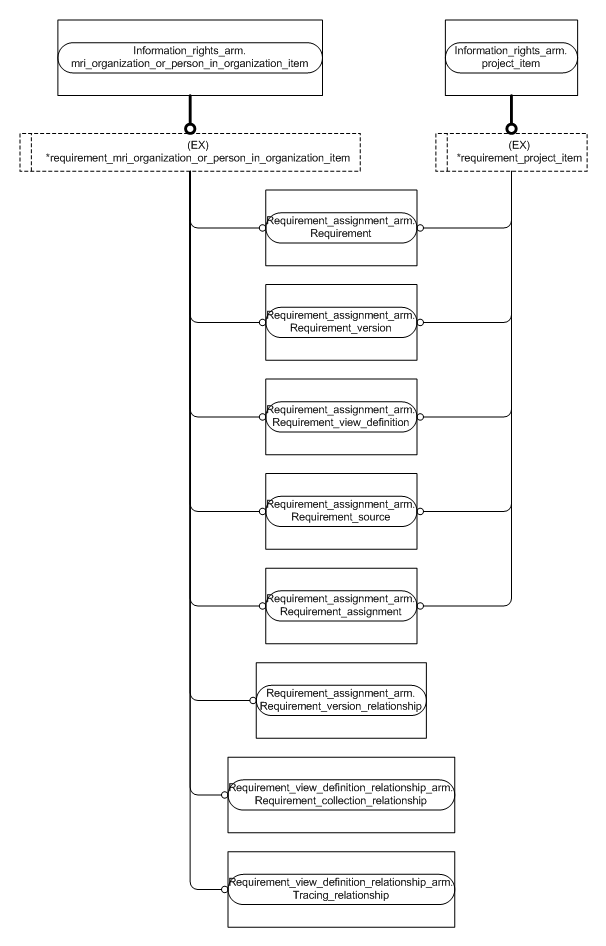 Information_rights_arm.
mri_organization_or_person_in_organization_item
Information_rights_arm.
project_item
(EX)
*requirement_mri_organization_or_person_in_organization_item
(EX)
*requirement_project_item
Requirement_assignment_arm.
Requirement
Requirement_assignment_arm.
Requirement_version
Requirement_assignment_arm.
Requirement_view_definition
Requirement_assignment_arm.
Requirement_source
Requirement_assignment_arm.
Requirement_assignment
Requirement_assignment_arm.
Requirement_version_relationship
Requirement_view_definition_relationship_arm.
Requirement_collection_relationship
Requirement_view_definition_relationship_arm.
Tracing_relationship